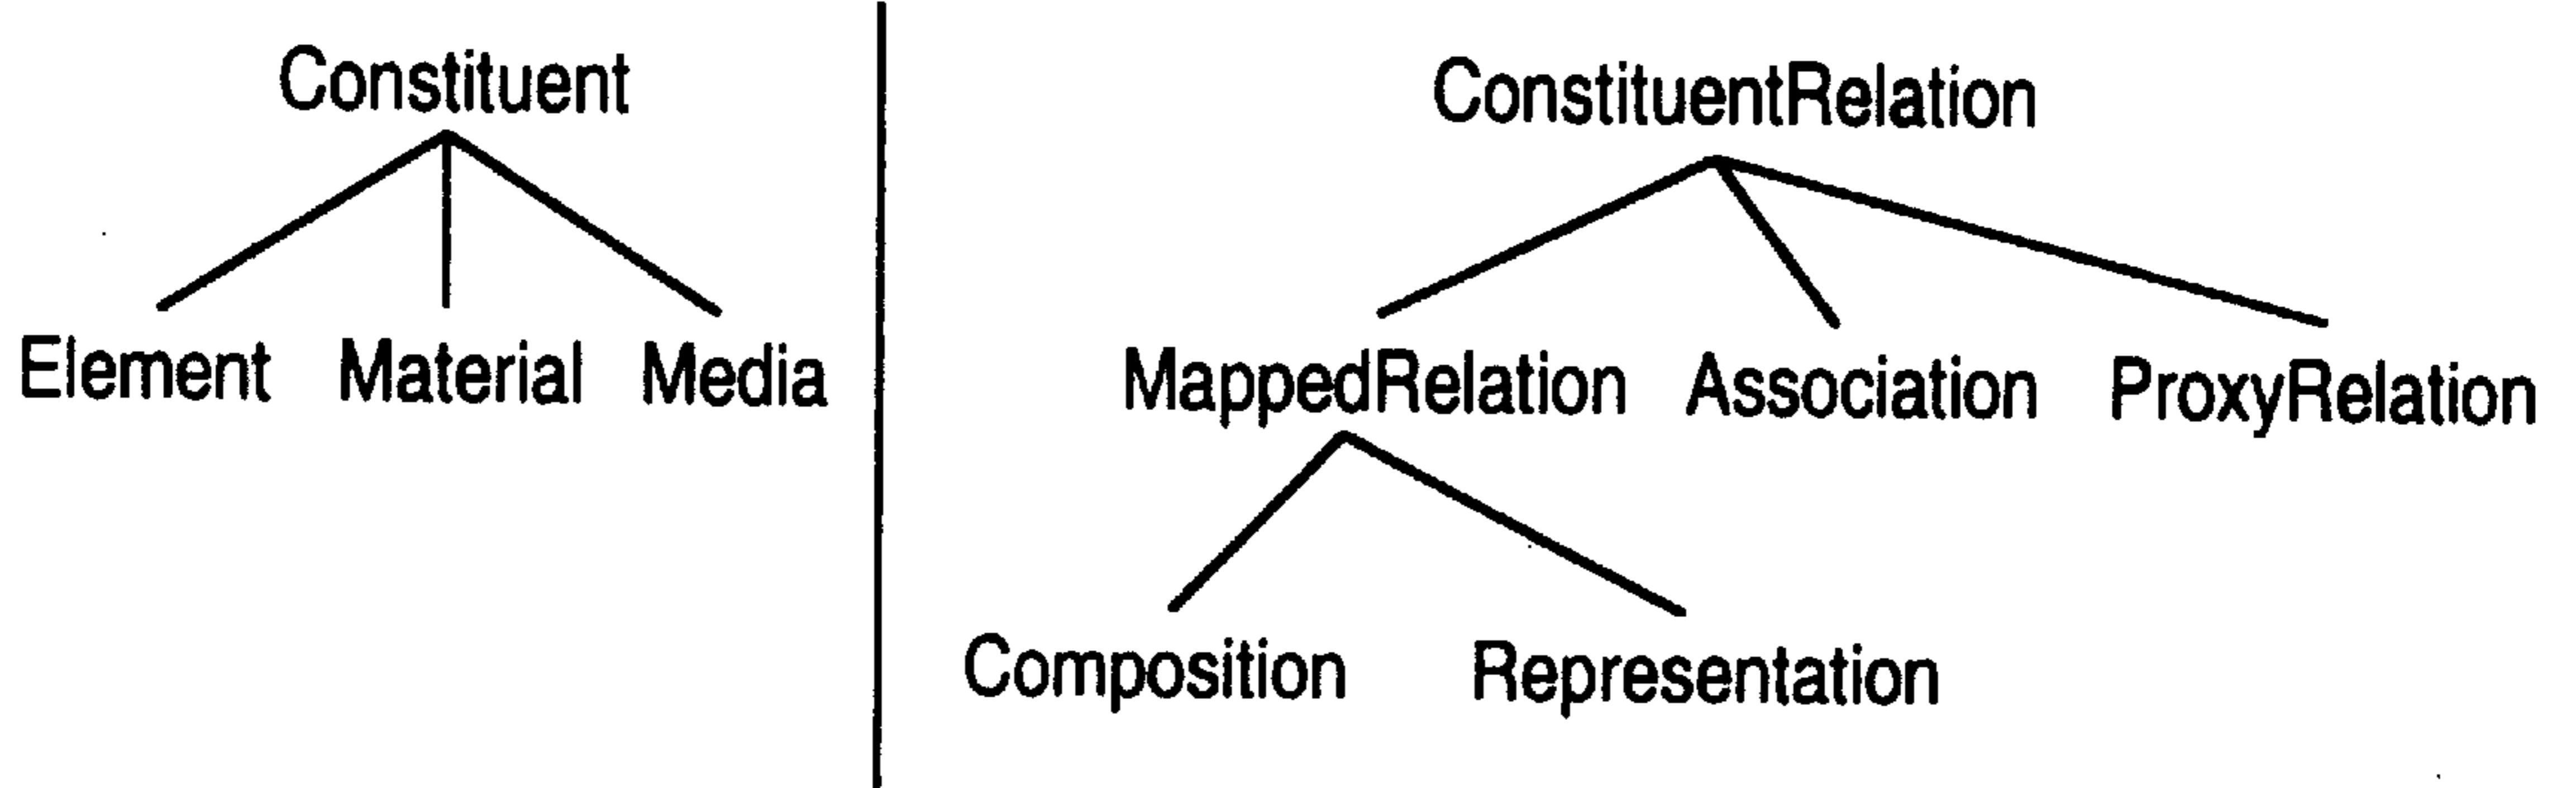 Constituent
Element Material Media
ConstituentRelation
MappedRelation Association ProxyRelation
Composition Representation